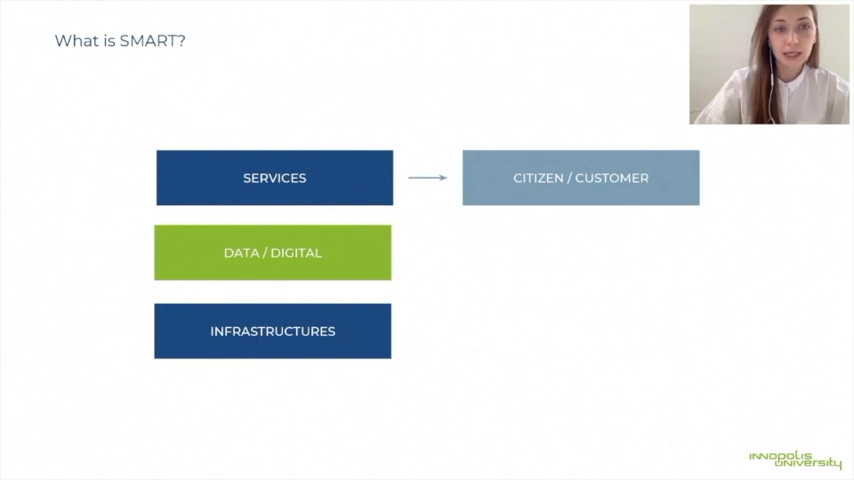 What is SMART?
SERVICES
CITIZEN / CUSTOMER
DATA / DIGITAL
INFRASTRUCTURES
INNOPOLIS
UNIVERSITY